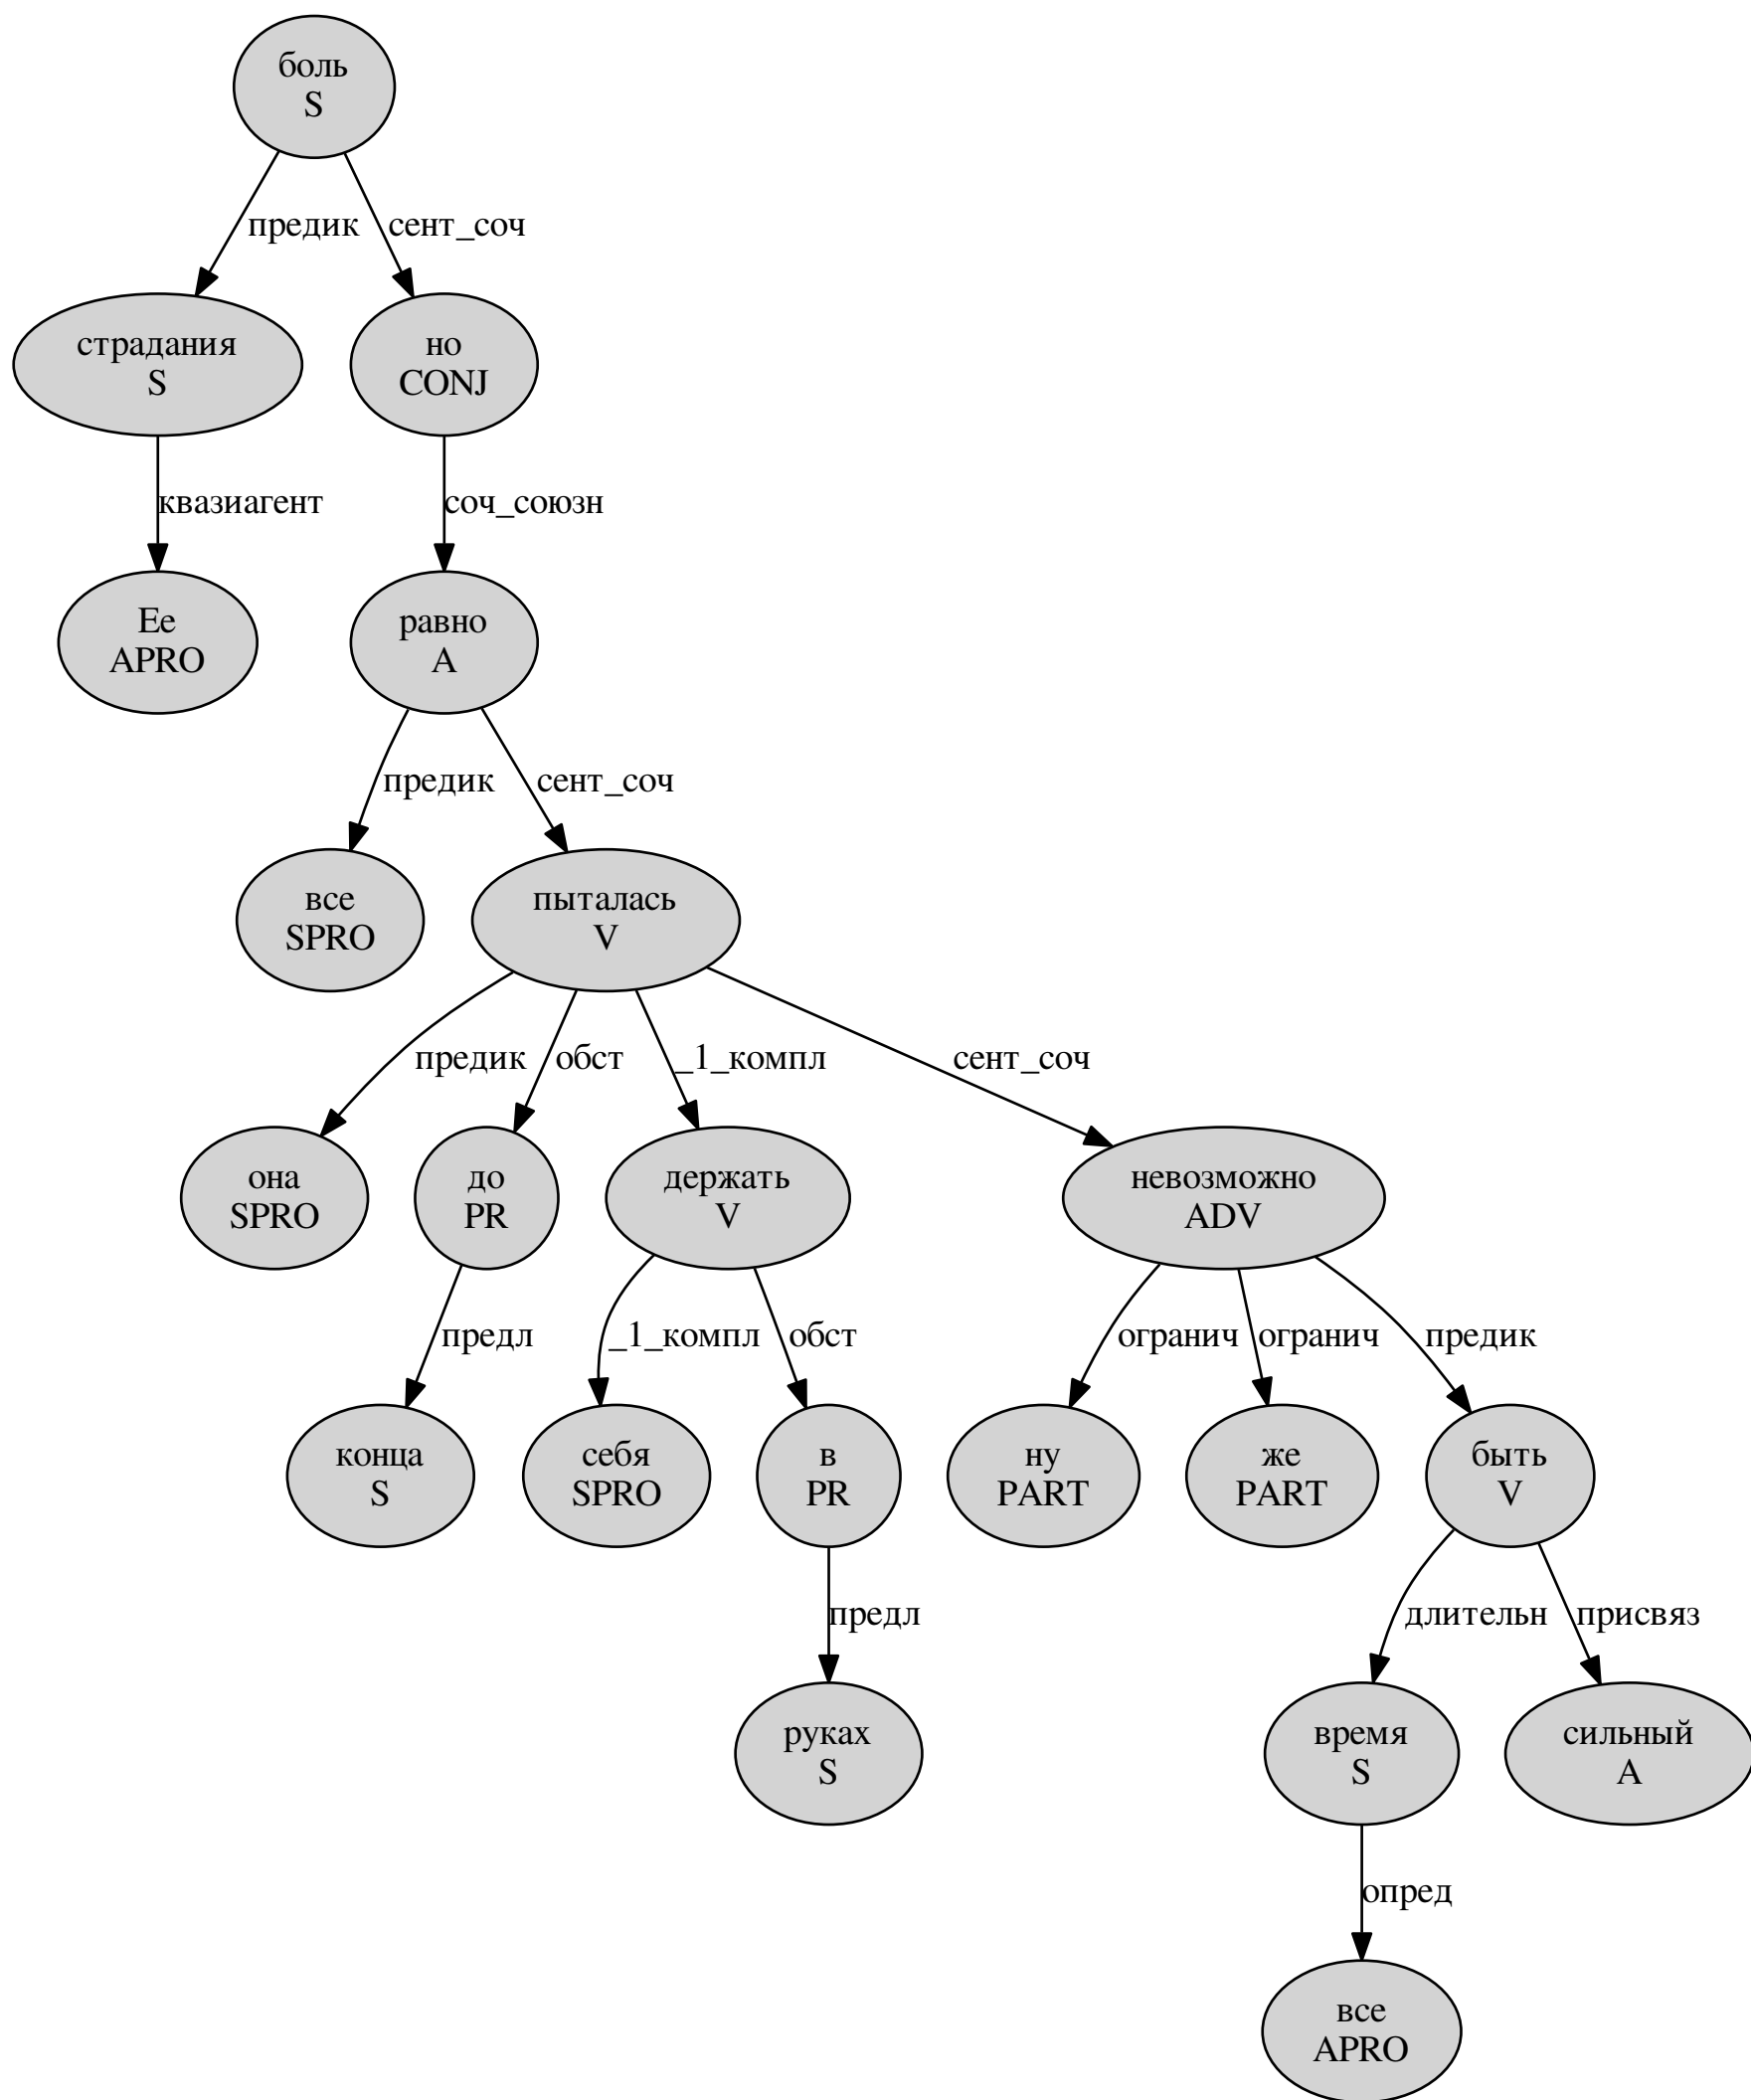 боль
S
предик
сент_соч
страдания
S
но
CONJ
квазиагент
соч_союзн
Ее
APRO
равно
A
предик
сент_соч
все
SPRO
пыталась
V
предик
обст
_1_компл
сент_соч
она
SPRO
до
PR
держать
V
невозможно
ADV
предл
_1_компл
обст
огранич
огранич
предик
конца
S
себя
SPRO
в
PR
ну
PART
же
PART
быть
V
предл
длительн
присвяз
руках
S
время
S
сильный
A
опред
все
APRO